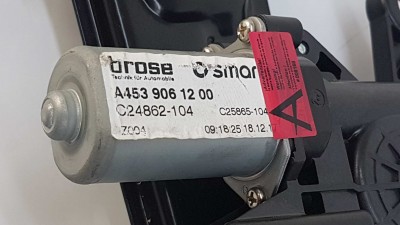 brose smar
Technik für Automobile
A453 906 12 00
C24862-104 C25865-104
Z004 09:18:25 18.12.1
A